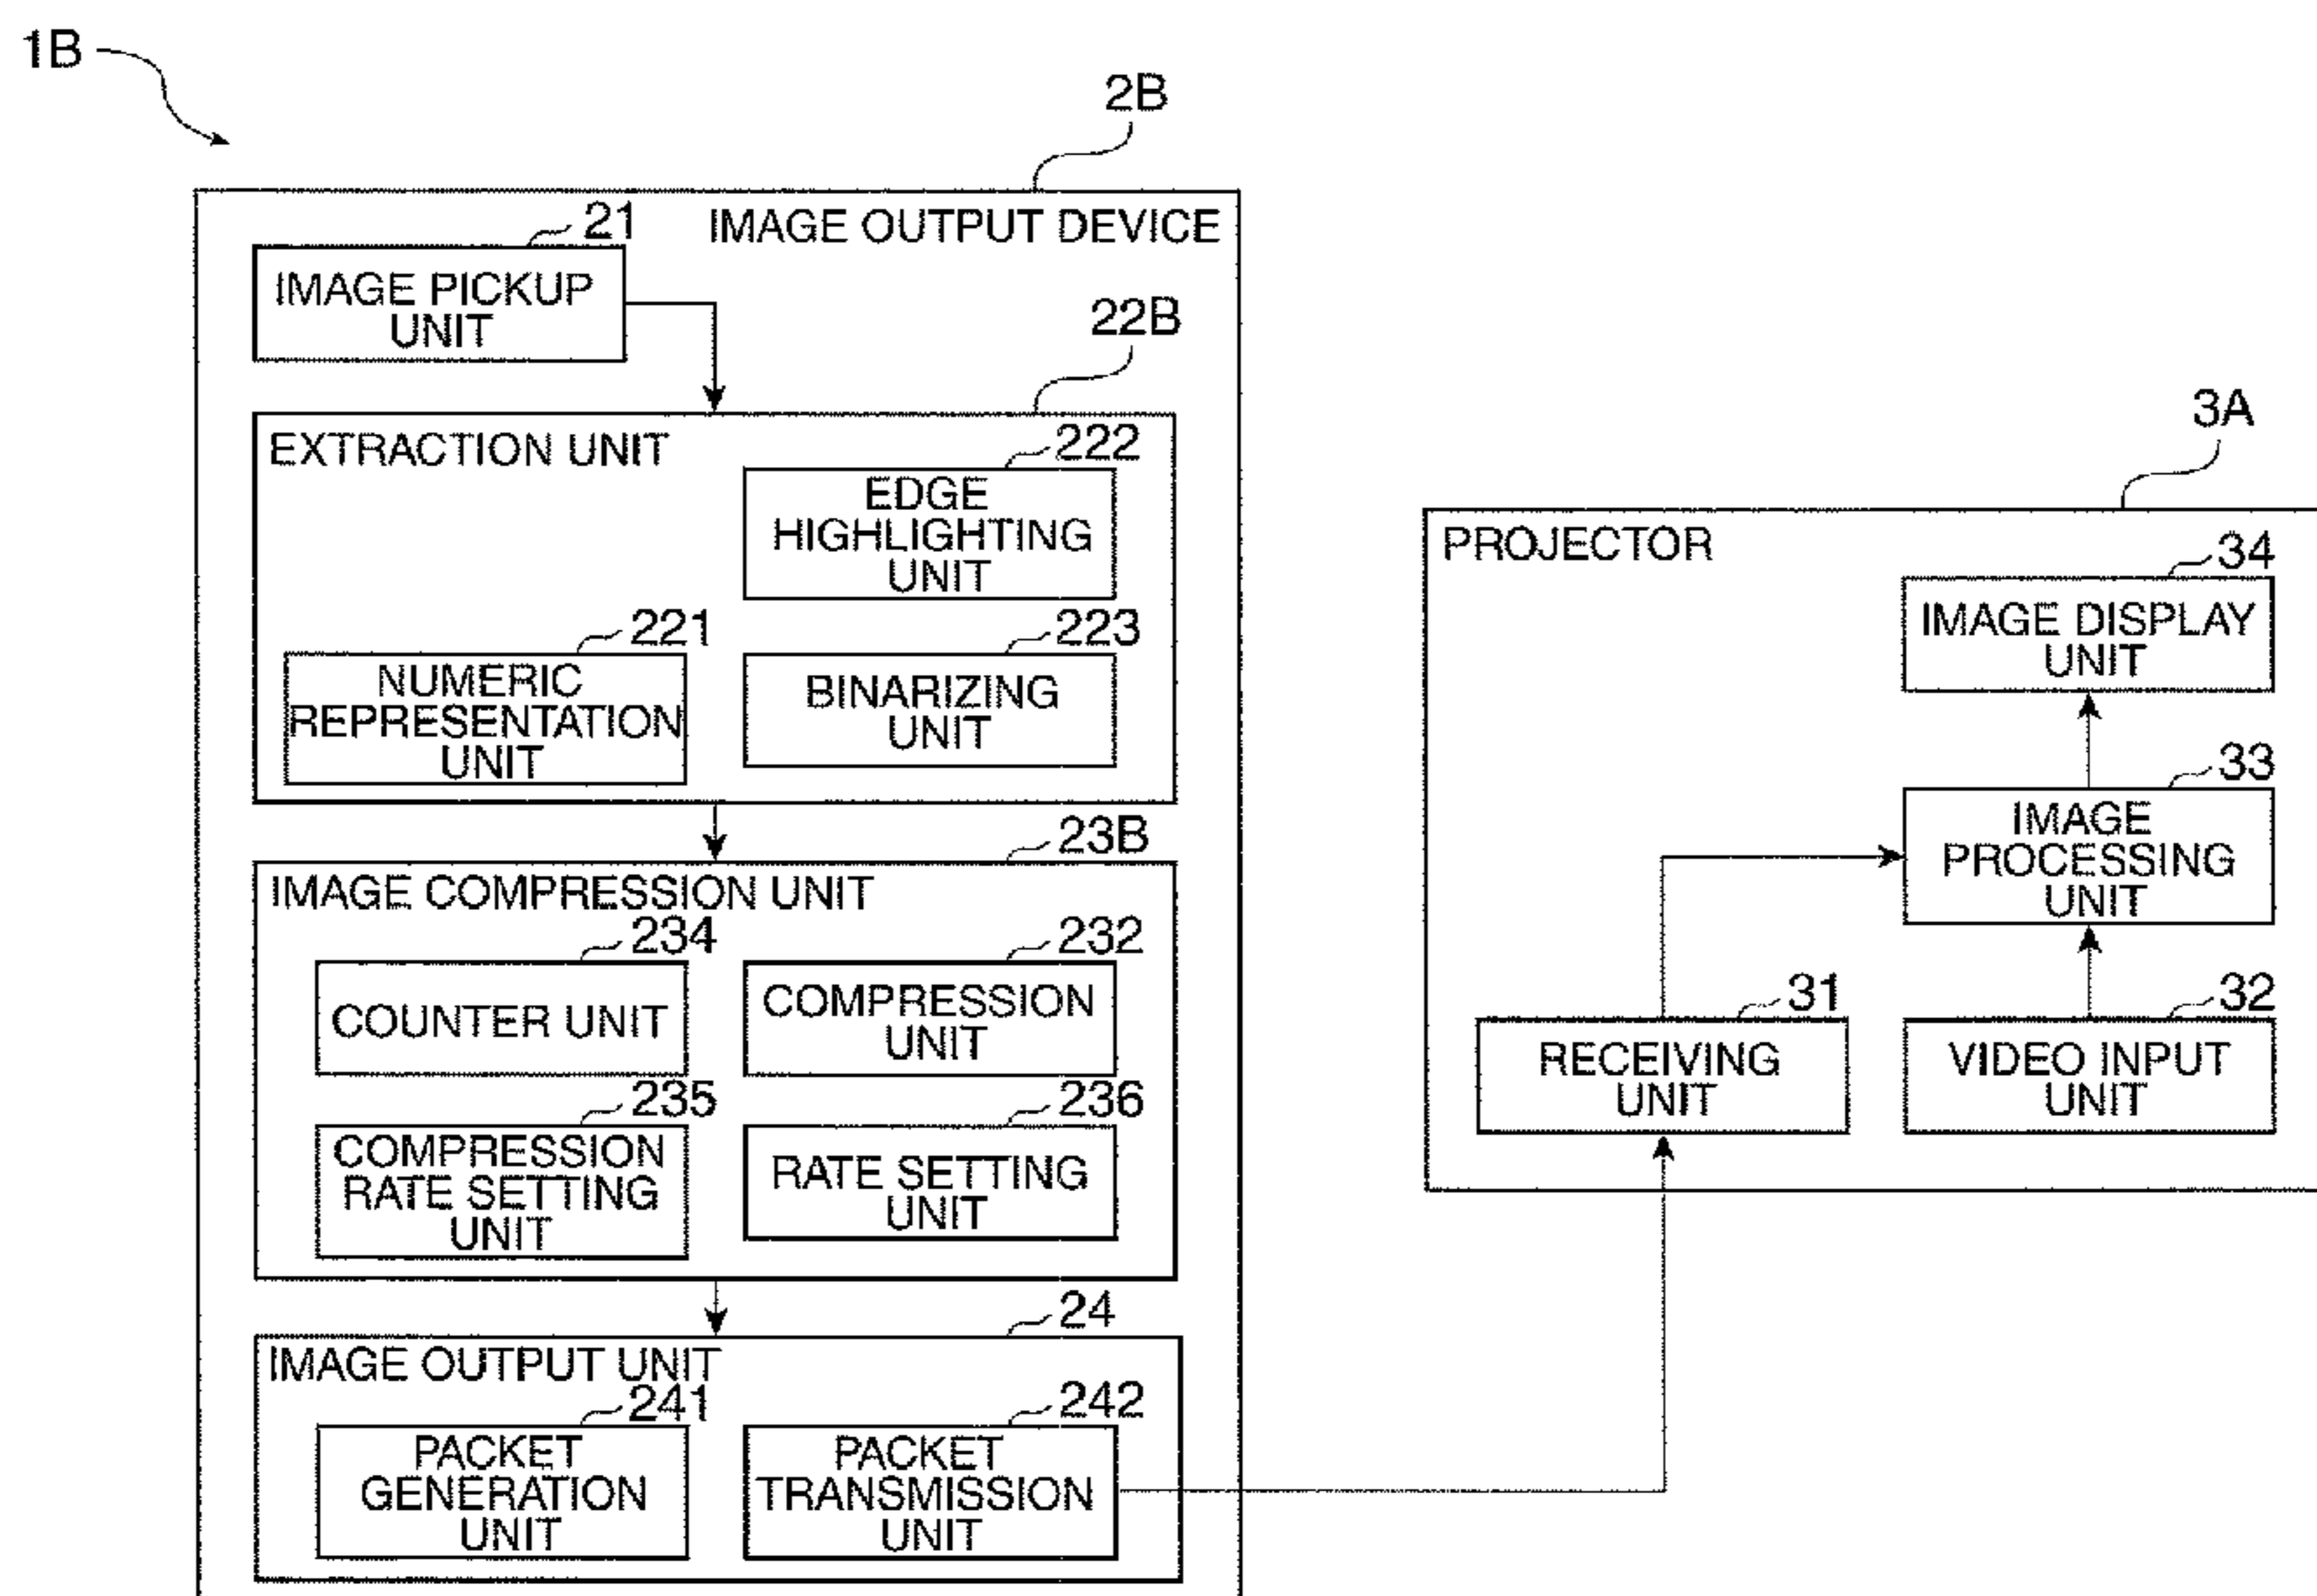 1B
2B
IMAGE OUTPUT DEVICE
21
IMAGE PICKUP
UNIT
22B
EXTRACTION UNIT
222
EDGE
HIGHLIGHTING
UNIT
221
NUMERIC
REPRESENTATION
UNIT
223
BINARIZING
UNIT
23B
IMAGE COMPRESSION UNIT
234
COUNTER UNIT
232
COMPRESSION
UNIT
235
COMPRESSION
RATE SETTING
UNIT
236
RATE SETTING
UNIT
24
IMAGE OUTPUT UNIT
241
PACKET
GENERATION
UNIT
242
PACKET
TRANSMISSION
UNIT
3A
PROJECTOR
34
IMAGE DISPLAY
UNIT
33
IMAGE
PROCESSING
UNIT
31
RECEIVING
UNIT
32
VIDEO INPUT
UNIT